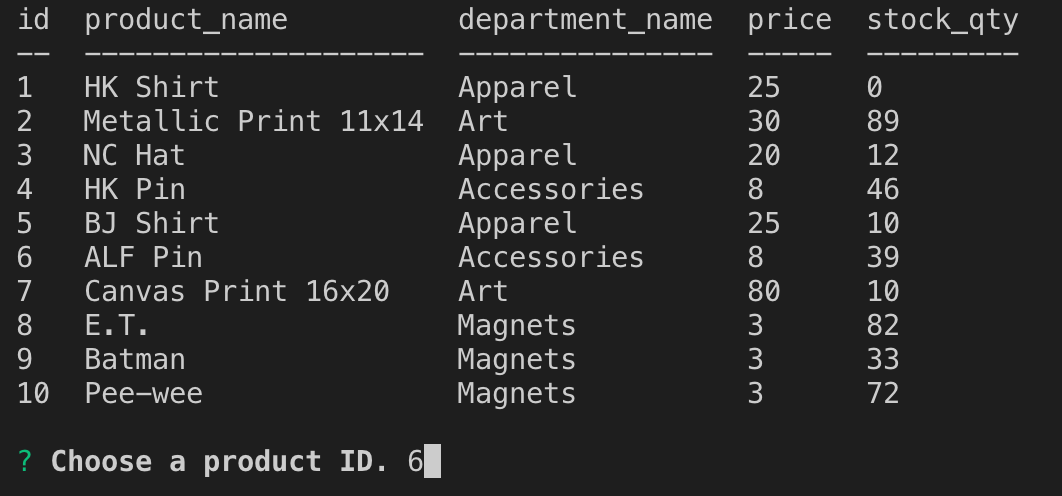 id  product_name         department_name  price  stock_qty
--  --------------------  ---------------  -----  ---------
1   HK Shirt              Apparel          25     0
2   Metallic Print 11x14  Art              30     89
3   NC Hat                Apparel          20     12
4   HK Pin                Accessories      8      46
5   BJ Shirt              Apparel          25     10
6   ALF Pin               Accessories      8      39
7   Canvas Print 16x20    Art              80     10
8   E.T.                  Magnets          3      82
9   Batman                Magnets          3      33
10  Pee-wee               Magnets          3      72
? Choose a product ID. 6